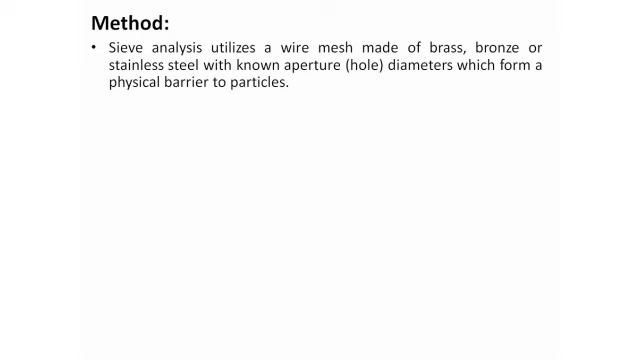 Method:
• Sieve analysis utilizes a wire mesh made of brass, bronze or
stainless steel with known aperture (hole) diameters which form a
physical barrier to particles.